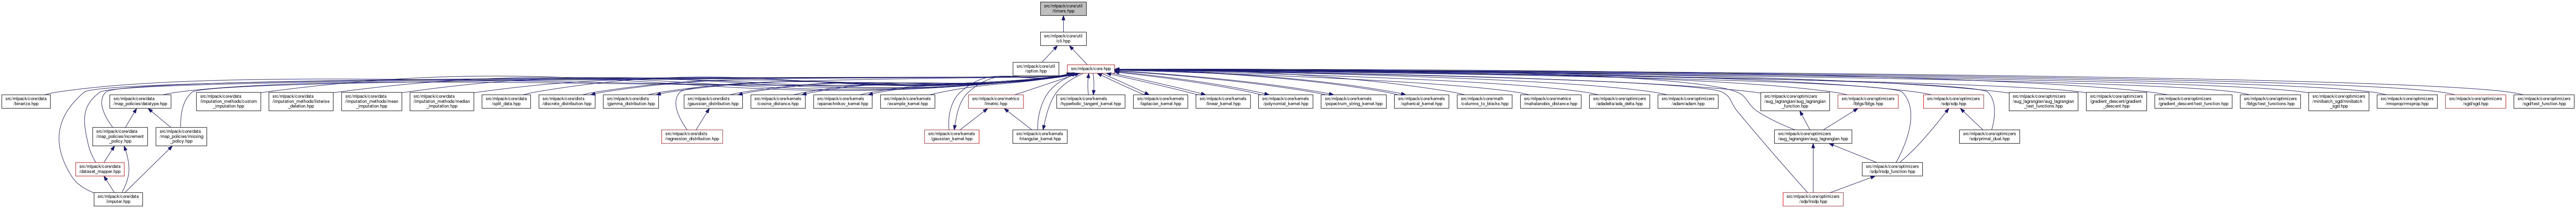 src/mlpack/core/util
/timers.hpp
src/mlpack/core/util
/cli.hpp
src/mlpack/core/util
/option.hpp
src/mlpack/core.hpp
src/mlpack/core/data
/binarize.hpp
src/mlpack/core/data
/map_policies/datatype.hpp
src/mlpack/core/data
/imputation_methods/custom
_imputation.hpp
src/mlpack/core/data
/imputation_methods/listwise
_deletion.hpp
src/mlpack/core/data
/imputation_methods/mean
_imputation.hpp
src/mlpack/core/data
/imputation_methods/median
_imputation.hpp
src/mlpack/core/data
/split_data.hpp
src/mlpack/core/dists
/discrete_distribution.hpp
src/mlpack/core/dists
/gamma_distribution.hpp
src/mlpack/core/dists
/gaussian_distribution.hpp
src/mlpack/core/kernels
/cosine_distance.hpp
src/mlpack/core/kernels
/epanechnikov_kernel.hpp
src/mlpack/core/kernels
/example_kernel.hpp
src/mlpack/core/metrics
/lmetric.hpp
src/mlpack/core/kernels
/hyperbolic_tangent_kernel.hpp
src/mlpack/core/kernels
/laplacian_kernel.hpp
src/mlpack/core/kernels
/linear_kernel.hpp
src/mlpack/core/kernels
/polynomial_kernel.hpp
src/mlpack/core/kernels
/pspectrum_string_kernel.hpp
src/mlpack/core/kernels
/spherical_kernel.hpp
src/mlpack/core/math
/columns_to_blocks.hpp
src/mlpack/core/metrics
/mahalanobis_distance.hpp
src/mlpack/core/optimizers
/adadelta/ada_delta.hpp
src/mlpack/core/optimizers
/adam/adam.hpp
src/mlpack/core/optimizers
/aug_lagrangian/aug_lagrangian
_function.hpp
src/mlpack/core/optimizers
/lbfgs/lbfgs.hpp
src/mlpack/core/optimizers
/sdp/sdp.hpp
src/mlpack/core/optimizers
/aug_lagrangian/aug_lagrangian
_test_functions.hpp
src/mlpack/core/optimizers
/gradient_descent/gradient
_descent.hpp
src/mlpack/core/optimizers
/gradient_descent/test_function.hpp
src/mlpack/core/optimizers
/lbfgs/test_functions.hpp
src/mlpack/core/optimizers
/minibatch_sgd/minibatch
_sgd.hpp
src/mlpack/core/optimizers
/rmsprop/rmsprop.hpp
src/mlpack/core/optimizers
/sgd/sgd.hpp
src/mlpack/core/optimizers
/sgd/test_function.hpp
src/mlpack/core/data
/map_policies/increment
_policy.hpp
src/mlpack/core/data
/map_policies/missing
_policy.hpp
src/mlpack/core/dists
/regression_distribution.hpp
src/mlpack/core/kernels
/gaussian_kernel.hpp
src/mlpack/core/kernels
/triangular_kernel.hpp
src/mlpack/core/optimizers
/aug_lagrangian/aug_lagrangian.hpp
src/mlpack/core/optimizers
/sdp/primal_dual.hpp
src/mlpack/core/data
/dataset_mapper.hpp
src/mlpack/core/optimizers
/sdp/lrsdp_function.hpp
src/mlpack/core/data
/imputer.hpp
src/mlpack/core/optimizers
/sdp/lrsdp.hpp